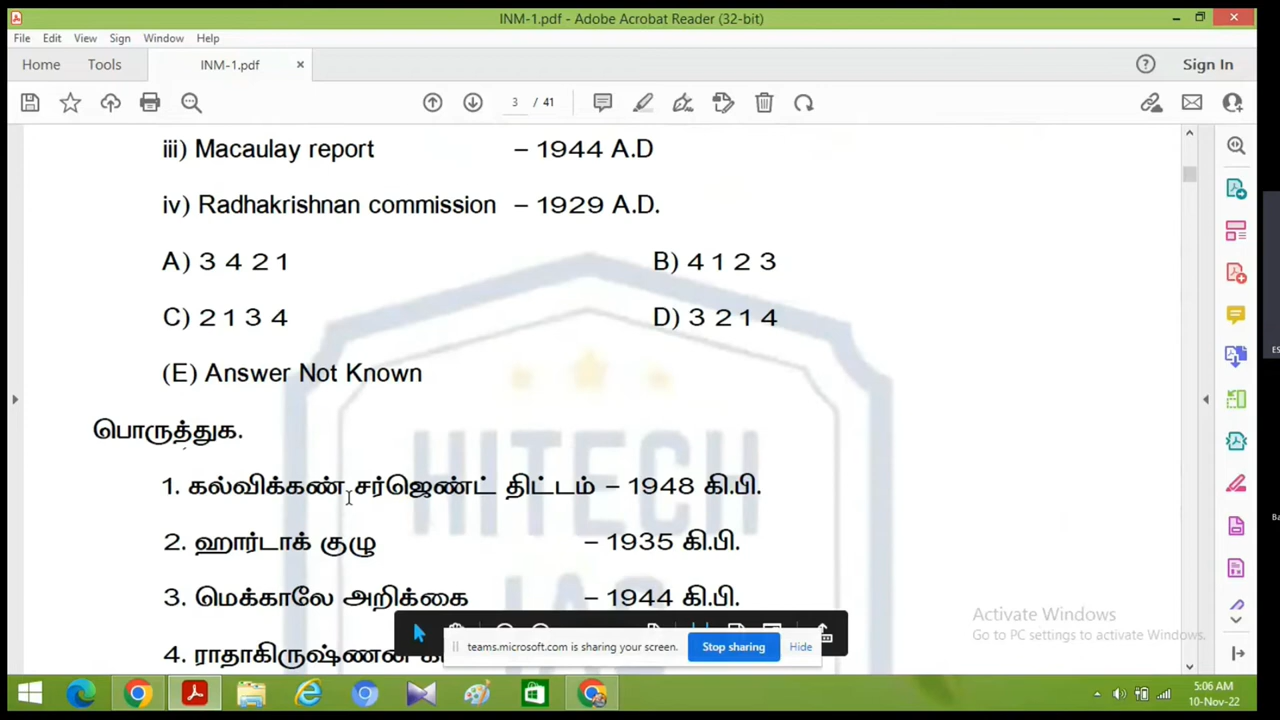 INM-1.pdf - Adobe Acrobat Reader (32-bit)
File Edit View Sign Window Help
Home Tools INM-1.pdf × Sign In
3 / 41
iii) Macaulay report – 1944 A.D
iv) Radhakrishnan commission – 1929 A.D.
A) 3 4 2 1 B) 4 1 2 3
C) 2 1 3 4 D) 3 2 1 4
(E) Answer Not Known
பொருத்துக.
1. கல்விக்கண் சர்ஜெண்ட் திட்டம் – 1948 கி.பி.
2. ஹார்டாக் குழு – 1935 கி.பி.
3. மெக்காலே அறிக்கை – 1944 கி.பி.
4. ராதாகிருஷ்ணன்
HITECH
IAS
Activate Windows
Go to PC settings to activate Windows.
teams.microsoft.com is sharing your screen. Stop sharing Hide
5:06 AM
10-Nov-22